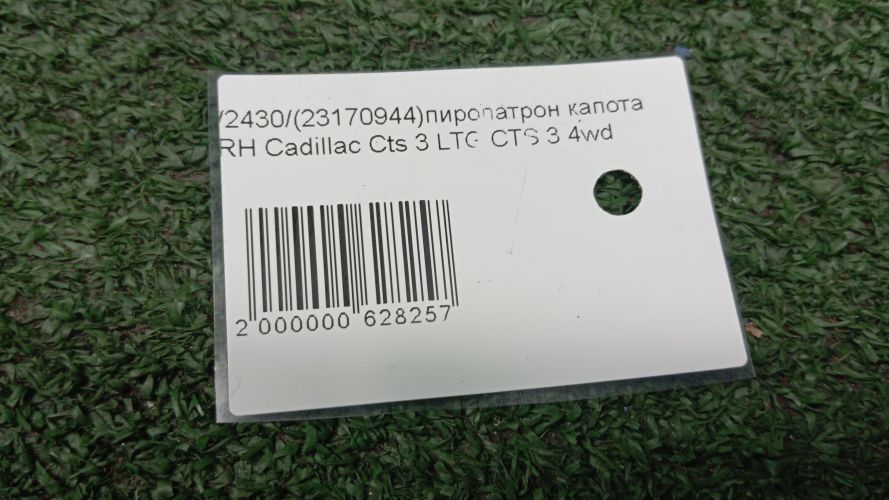 /2430/(23170944)пиропатрон капота
RH Cadillac Cts 3 LTG CTS 3 4wd
2 000000 628257